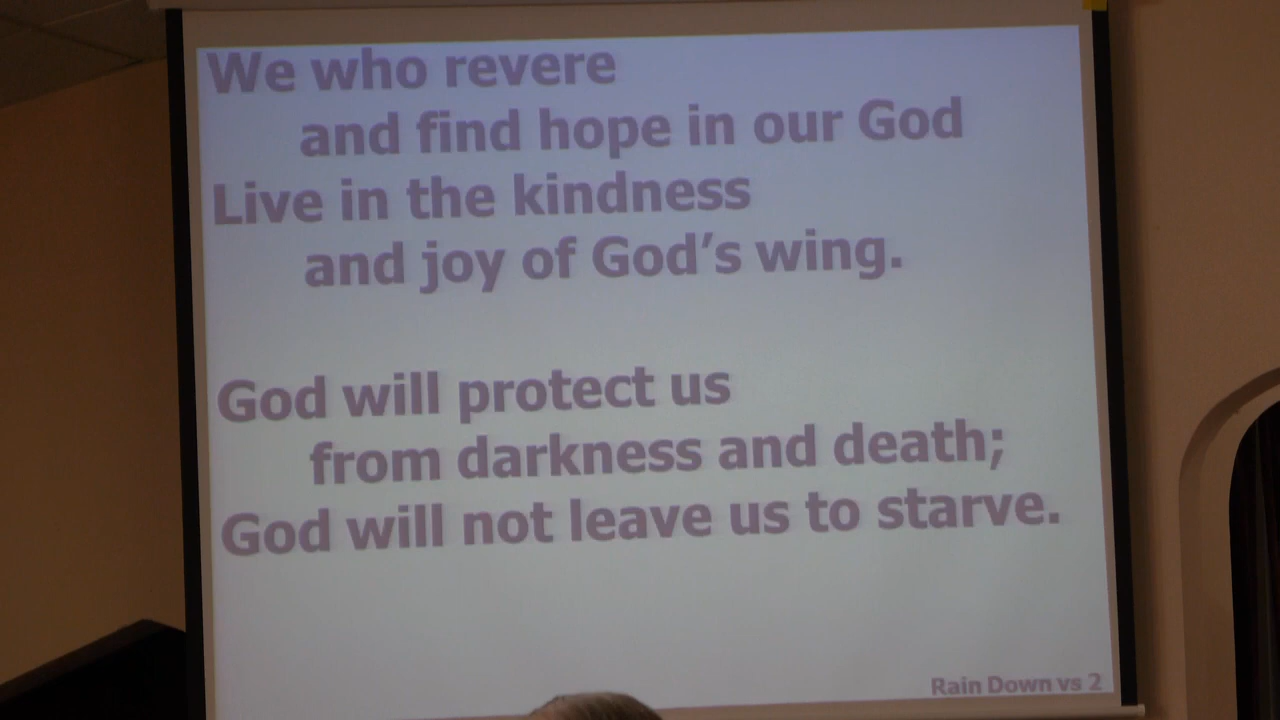 We who revere
and find hope in our God
Live in the kindness
and joy of God's wing.
God will protect us
from darkness and death;
God will not leave us to starve.
Rain Down vs 2